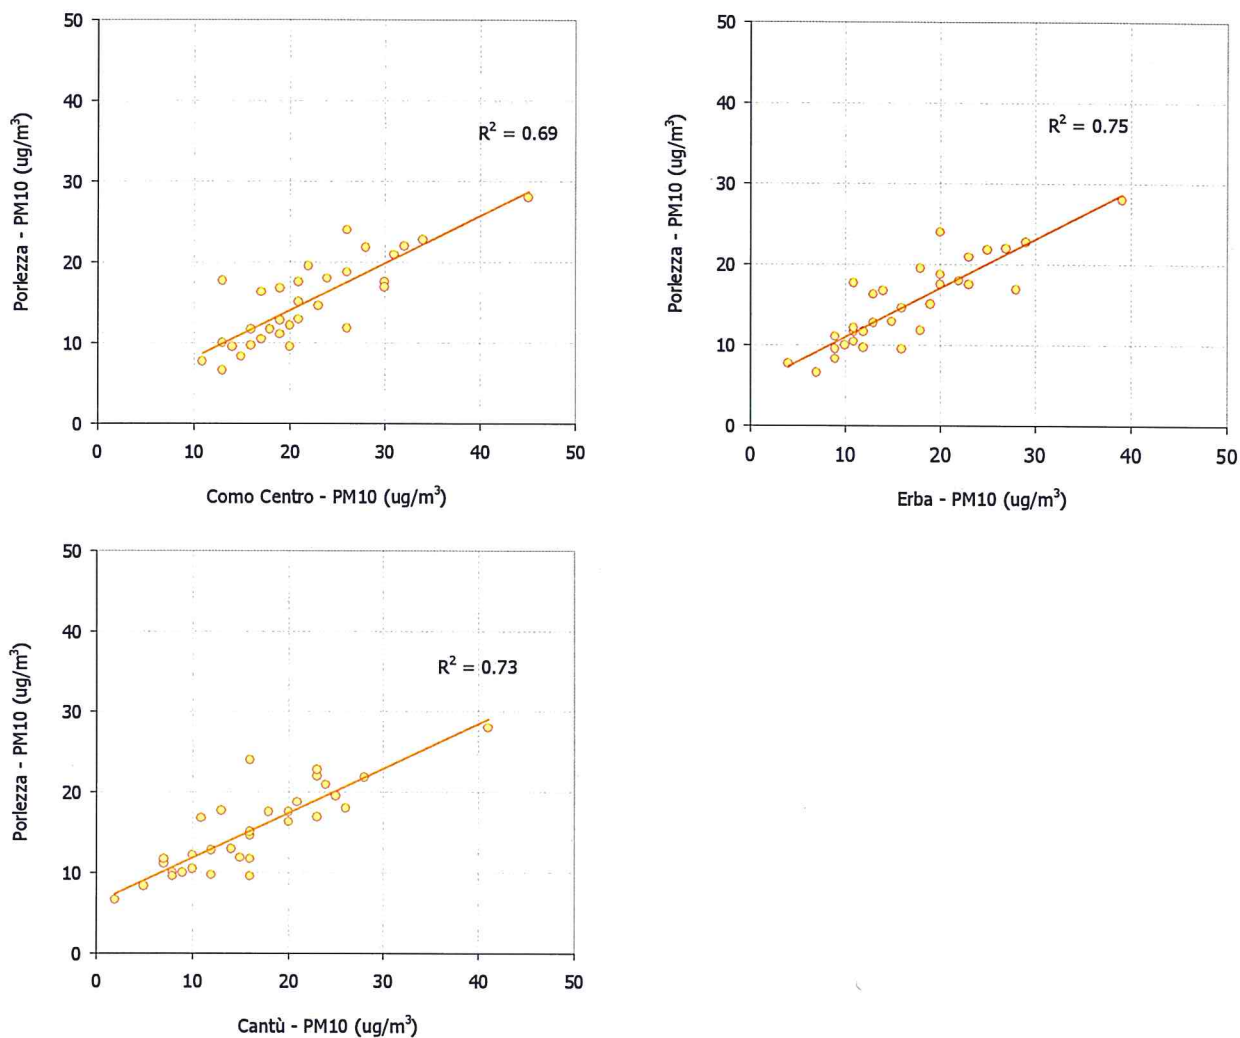 50
40
30
20
10
0
Porlezza - PM10 (ug/m³)
R² = 0.69
0 10 20 30 40 50
Como Centro - PM10 (ug/m³)
50
40
30
20
10
0
Porlezza - PM10 (ug/m³)
R² = 0.75
0 10 20 30 40 50
Erba - PM10 (ug/m³)
50
40
30
20
10
0
Porlezza - PM10 (ug/m³)
R² = 0.73
0 10 20 30 40 50
Cantù - PM10 (ug/m³)